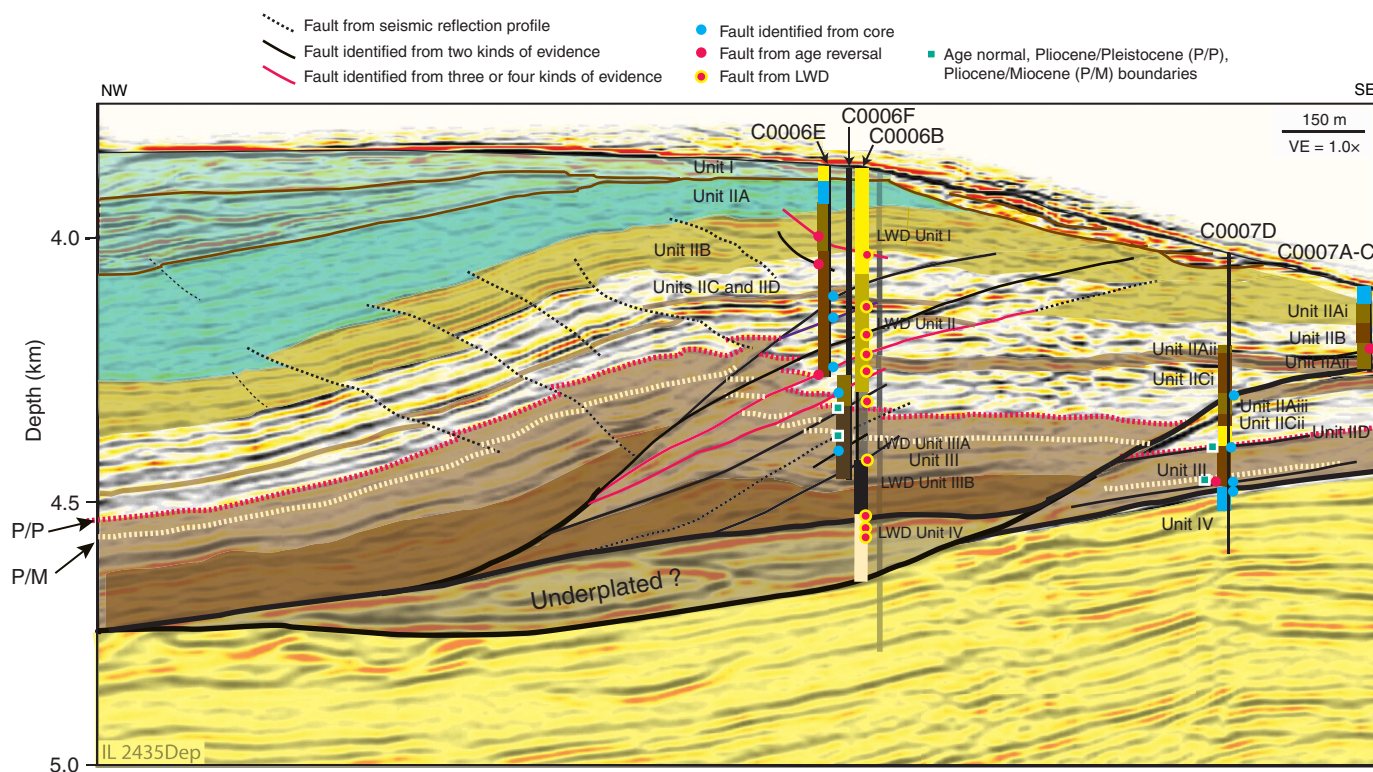 Fault from seismic reflection profile
Fault identified from two kinds of evidence
Fault identified from three or four kinds of evidence
Fault identified from core
Fault from age reversal
Fault from LWD
Age normal, Pliocene/Pleistocene (P/P),
Pliocene/Miocene (P/M) boundaries
NW
SE
150 m
VE = 1.0×
C0006F
C0006E
C0006B
C0007D
C0007A-C
Unit I
Unit IIA
LWD Unit I
Unit IIB
Units IIC and IID
LWD Unit II
Unit IIAi
Unit IIB
Unit IIAii
Unit IIAii
Unit IICi
Unit IIAiii
Unit IICii
Unit IID
LWD Unit IIIA
Unit III
Unit III
LWD Unit IIIB
Unit IV
LWD Unit IV
Underplated ?
4.0
4.5
5.0
Depth (km)
P/P
P/M
IL 2435Dep